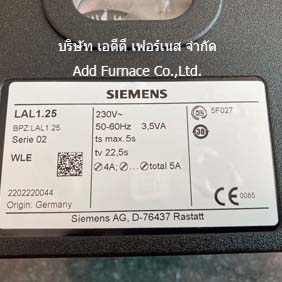 บริษัท เอดีดี เฟอร์เนส จำกัด
Add Furnace Co.,Ltd.
SIEMENS
LAL1.25
BPZ:LAL1.25
Serie 02
WLE
2202220044
Origin: Germany
230V~
50-60Hz 3,5VA
ts max.5s
tv 22,5s
⊘4A; ⊘...⊘total 5A
5F027
30
CE 0085
Siemens AG, D-76437 Rastatt